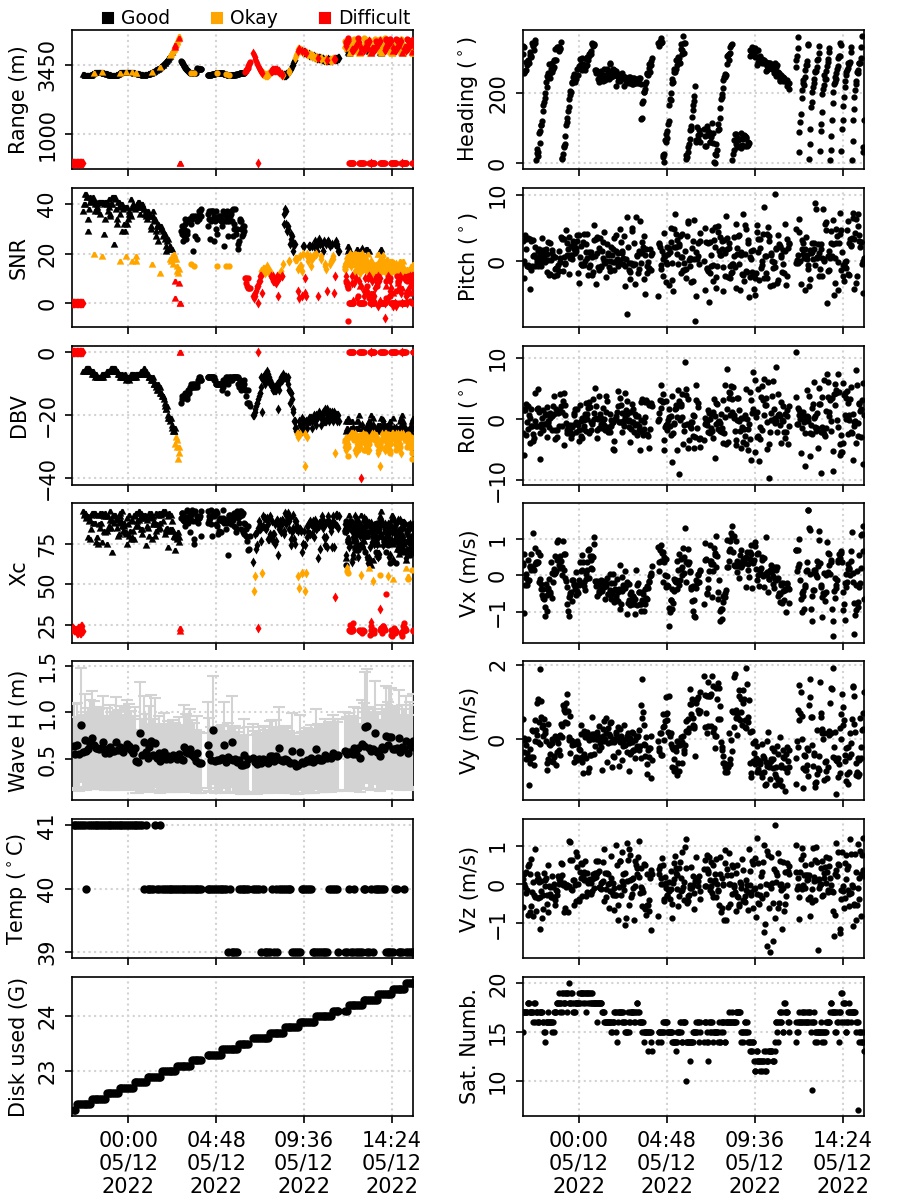 Good Okay Difficult
Range (m)
3450
1000
Heading (°)
200
0
SNR
40
20
0
Pitch (°)
10
0
DBV
0
−20
−40
Roll (°)
10
0
−10
Xc
75
50
25
Vx (m/s)
1
0
−1
Wave H (m)
1.5
1.0
0.5
Vy (m/s)
2
0
Temp (°C)
41
40
39
Vz (m/s)
1
0
−1
Disk used (G)
24
23
Sat. Numb.
20
15
10
00:00 04:48 09:36 14:24
05/12 05/12 05/12 05/12
2022 2022 2022 2022
00:00 04:48 09:36 14:24
05/12 05/12 05/12 05/12
2022 2022 2022 2022